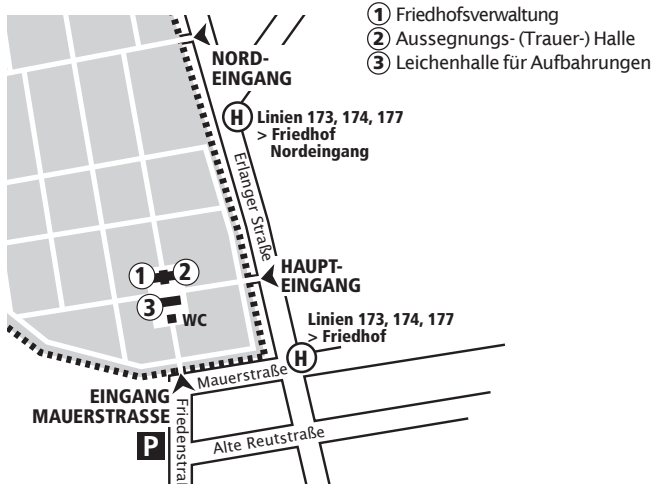 1 Friedhofsverwaltung
2 Aussegnungs- (Trauer-) Halle
3 Leichenhalle für Aufbahrungen
NORD-
EINGANG
H
Linien 173, 174, 177
> Friedhof
Nordeingang
Erlanger Straße
1
2
HAUPT-
EINGANG
3
WC
Linien 173, 174, 177
> Friedhof
H
Mauerstraße
EINGANG
MAUERSTRASSE
P
Alte Reutstraße